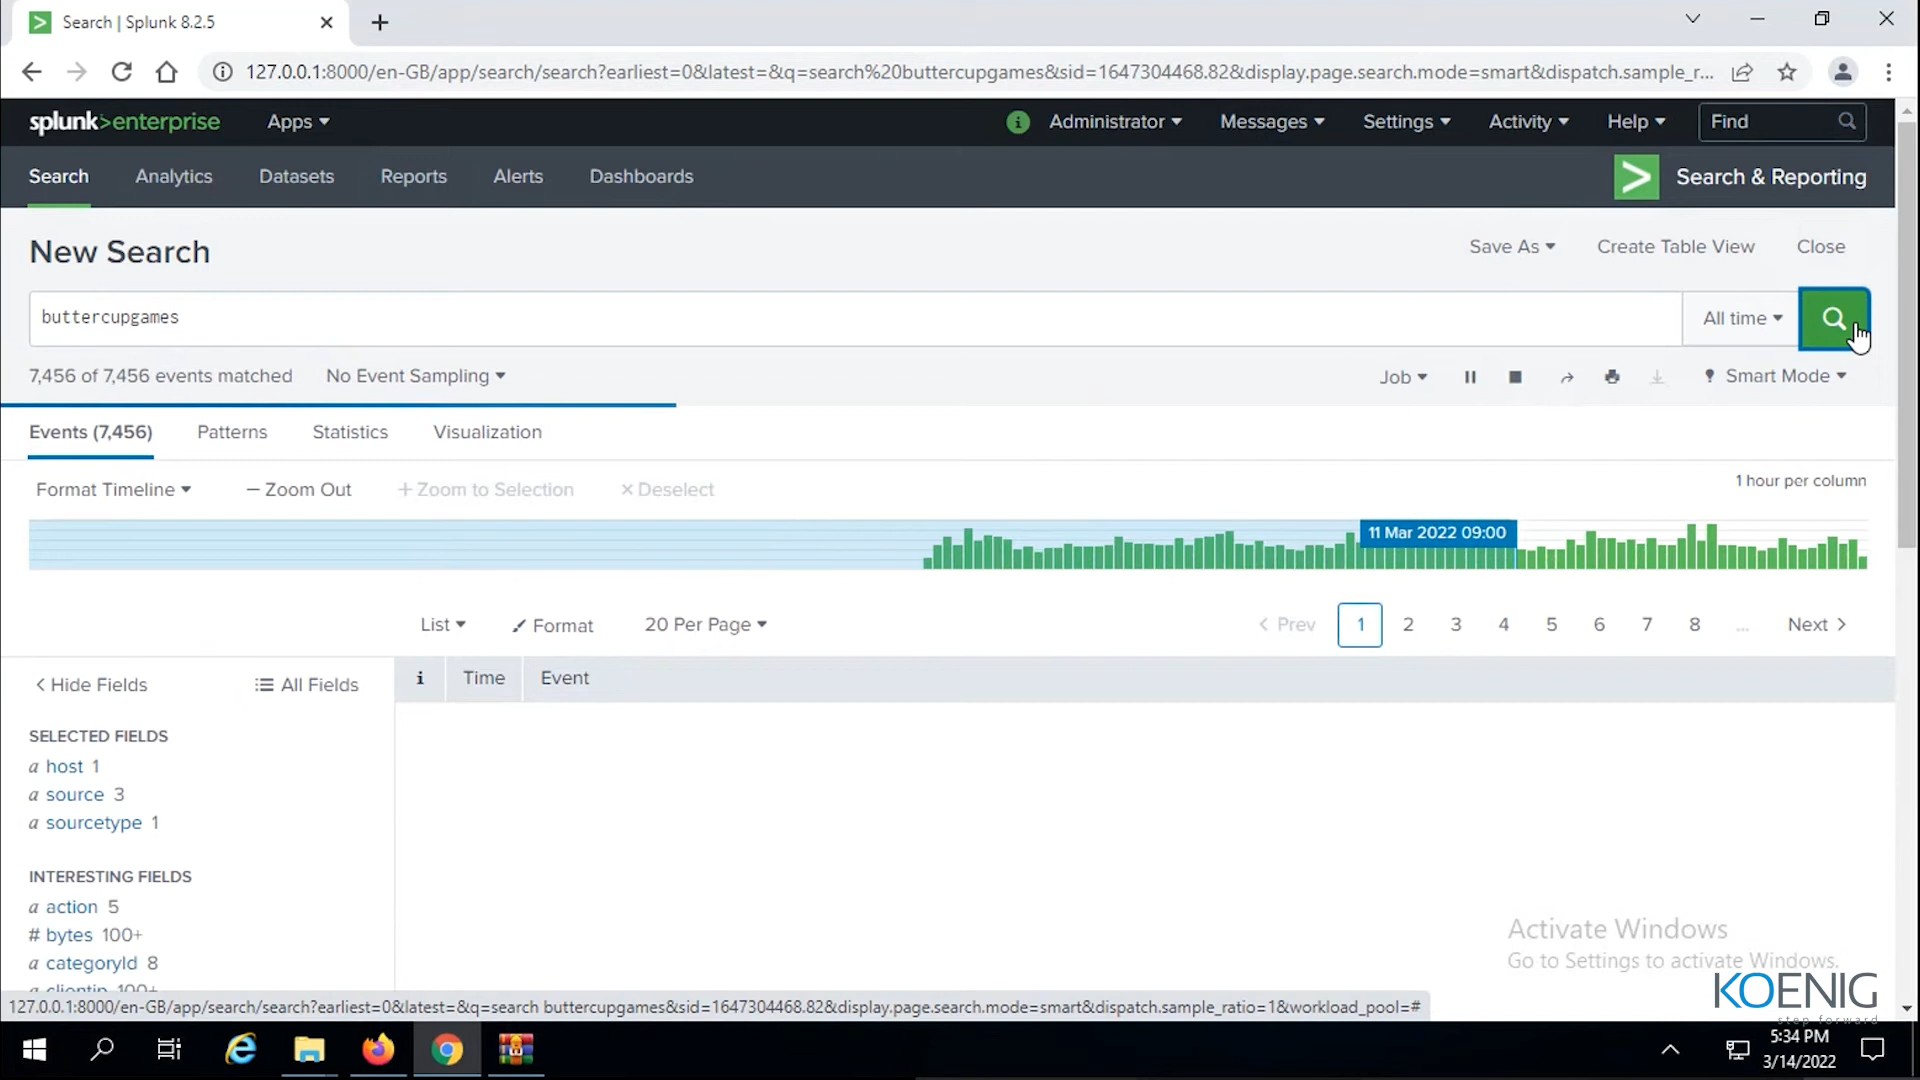 Search | Splunk 8.2.5
127.0.0.1:8000/en-GB/app/search/search?earliest=0&latest=&q=search%20buttercupgames&sid=1647304468.82&display.page.search.mode=smart&dispatch.sample_r...
splunk>enterprise Apps Administrator Messages Settings Activity Help Find
Search Analytics Datasets Reports Alerts Dashboards Search & Reporting
New Search Save As Create Table View Close
buttercupgames All time
7,456 of 7,456 events matched No Event Sampling Job Smart Mode
Events (7,456) Patterns Statistics Visualization
Format Timeline – Zoom Out + Zoom to Selection × Deselect 1 hour per column
11 Mar 2022 09:00
List Format 20 Per Page < Prev 1 2 3 4 5 6 7 8 ... Next >
< Hide Fields All Fields i Time Event
SELECTED FIELDS
a host 1
a source 3
a sourcetype 1
INTERESTING FIELDS
a action 5
# bytes 100+
a categoryId 8
a clientip 100+
Activate Windows
Go to Settings to activate Windows.
KOENIG
step forward
127.0.0.1:8000/en-GB/app/search/search?earliest=0&latest=&q=search buttercupgames&sid=1647304468.82&display.page.search.mode=smart&dispatch.sample_ratio=1&workload_pool=#
5:34 PM
3/14/2022